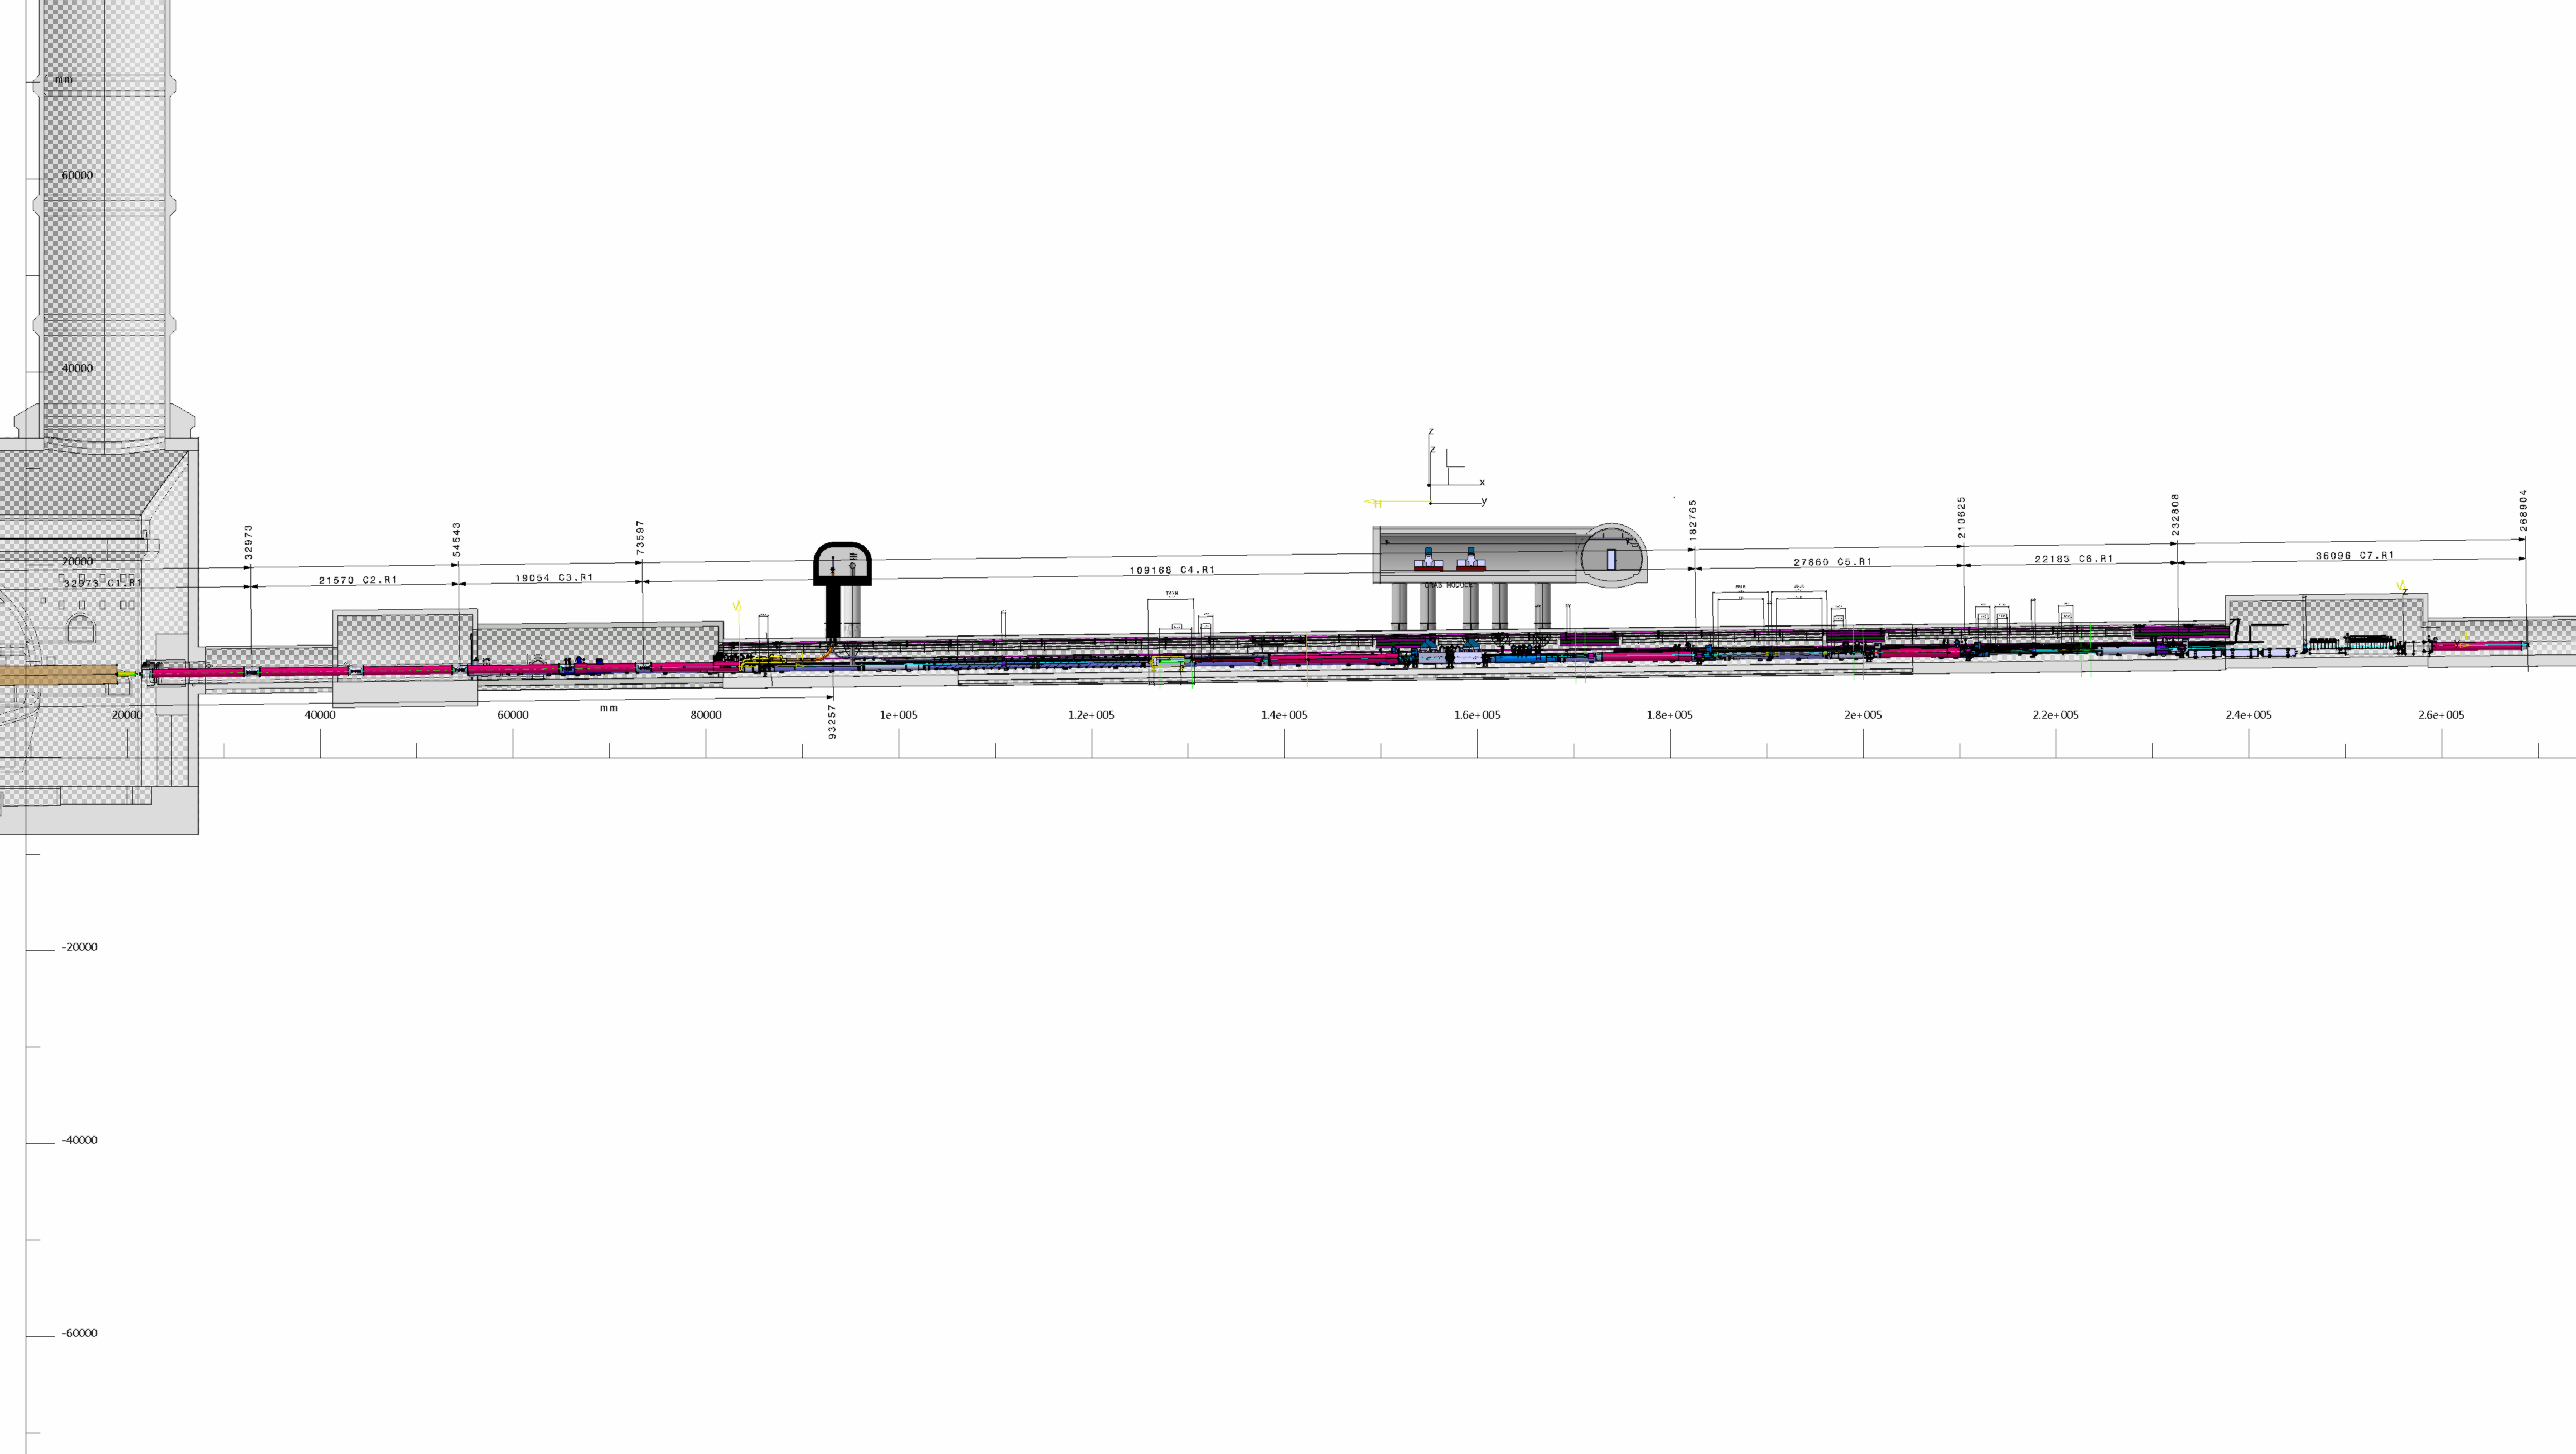 mm
60000
40000
z
z
x
y
H
32973
54543
73597
182765
210625
232808
268904
20000
32973 C1.R1
21570 C2.R1
19054 C3.R1
109168 C4.R1
27860 C5.R1
22183 C6.R1
36096 C7.R1
CRAB MODULE
TAXN
V
V
z
H
93257
20000
40000
60000
mm
80000
1e+005
1.2e+005
1.4e+005
1.6e+005
1.8e+005
2e+005
2.2e+005
2.4e+005
2.6e+005
-20000
-40000
-60000